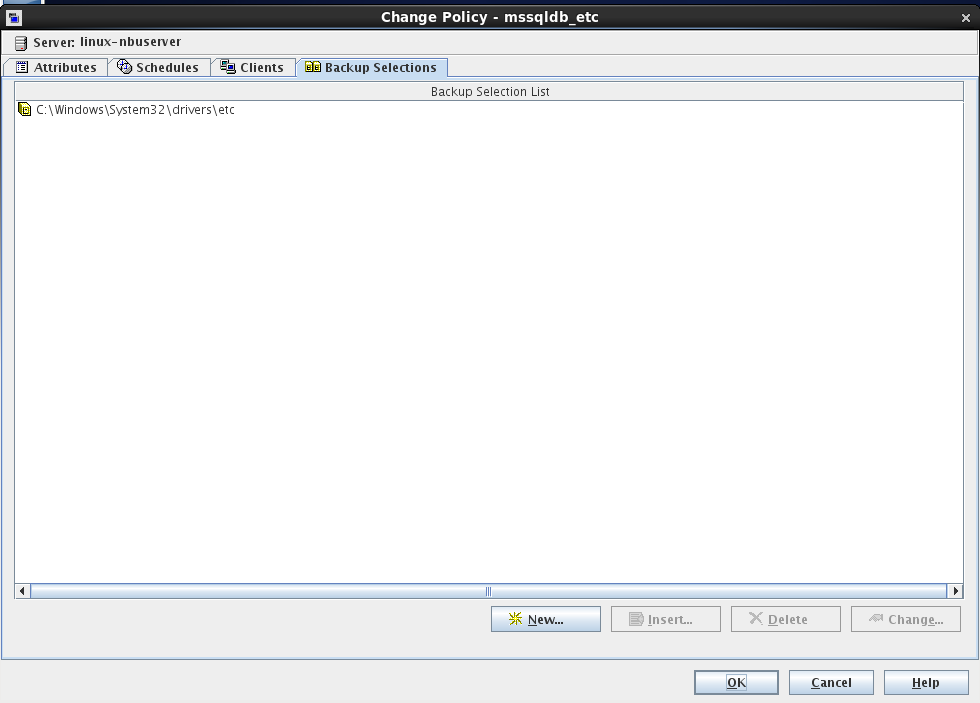 Change Policy - mssqldb_etc
Server: linux-nbuserver
Attributes Schedules Clients Backup Selections
Backup Selection List
C:\Windows\System32\drivers\etc
New... Insert... Delete Change...
OK Cancel Help